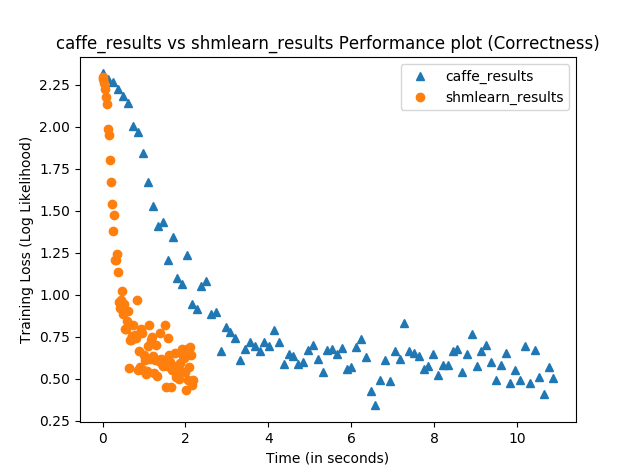 caffe_results vs shmlearn_results Performance plot (Correctness)
caffe_results
shmlearn_results
Training Loss (Log Likelihood)
2.25
2.00
1.75
1.50
1.25
1.00
0.75
0.50
0.25
0 2 4 6 8 10
Time (in seconds)